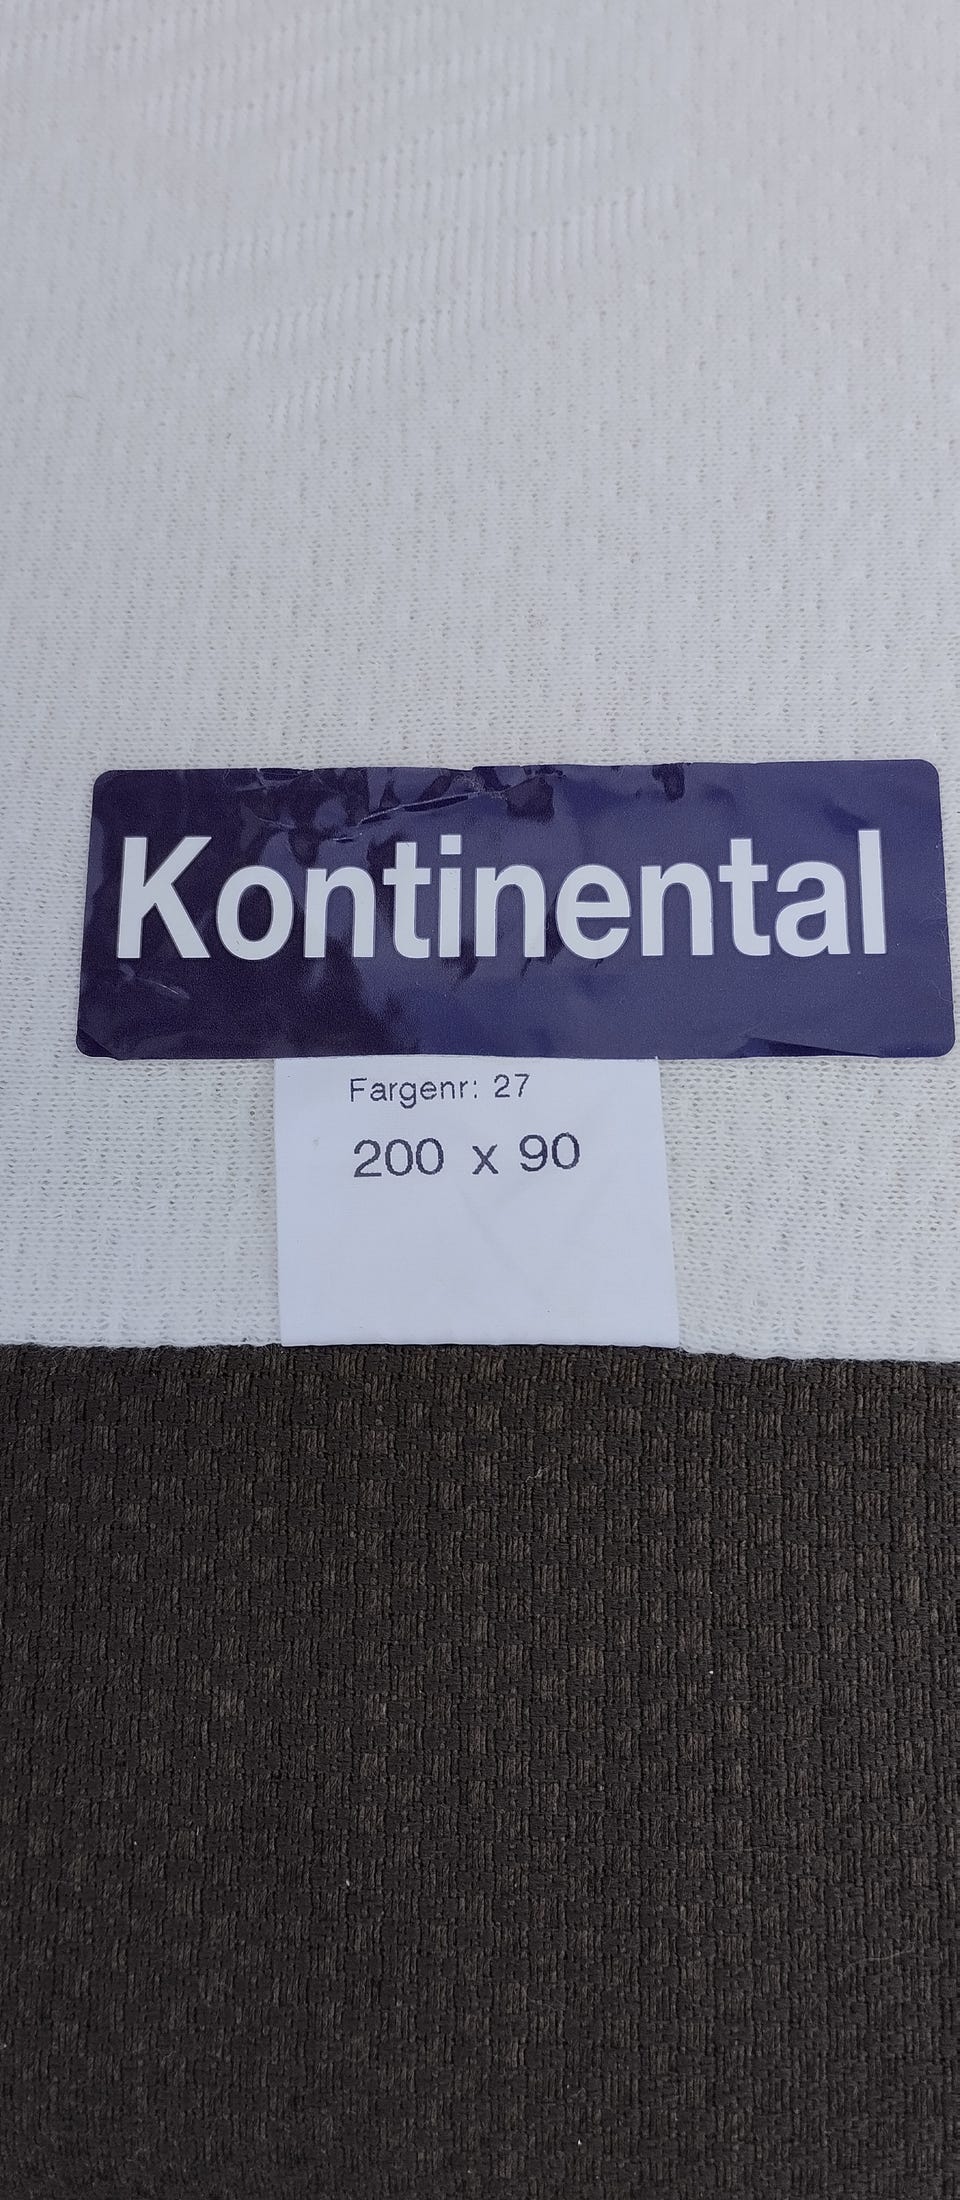 Kontinental
Fargenr: 27
200 x 90